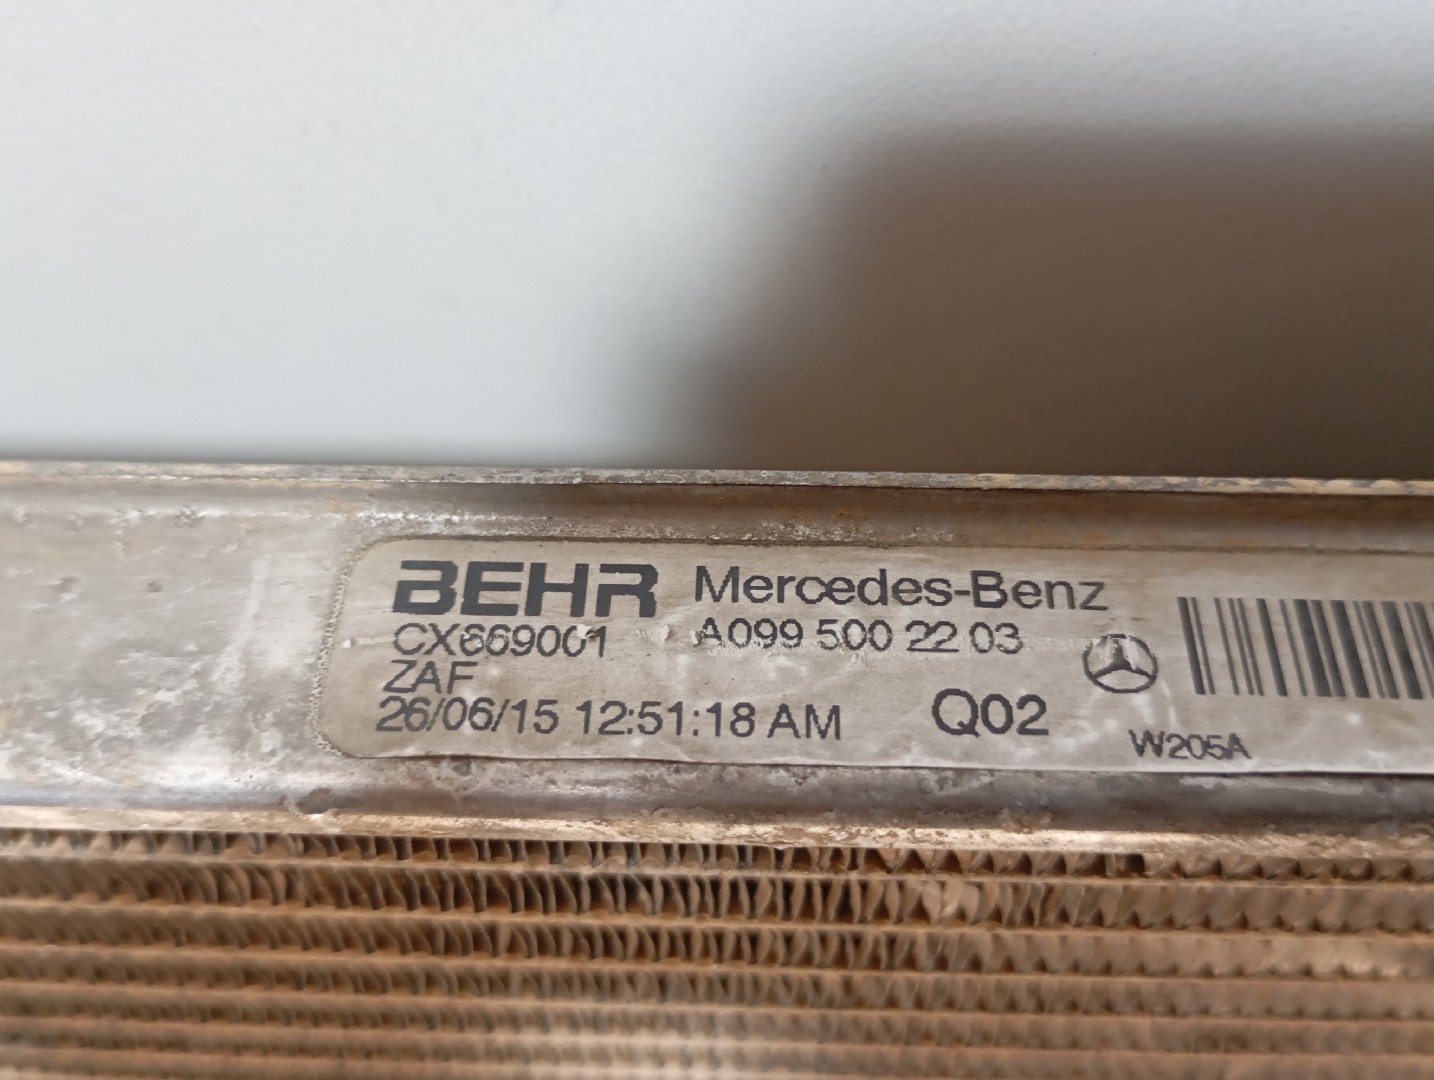 BEHR Mercedes-Benz
CX669001 A099 500 22 03
ZAF
26/06/15 12:51:18 AM Q02
W205A